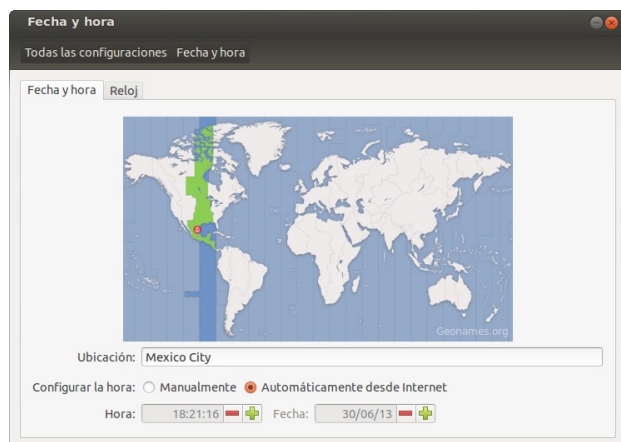 Fecha y hora
Todas las configuraciones Fecha y hora
Fecha y hora Reloj
Geonames.org
Ubicación: Mexico City
Configurar la hora: Manualmente Automáticamente desde Internet
Hora: 18:21:16 Fecha: 30/06/13